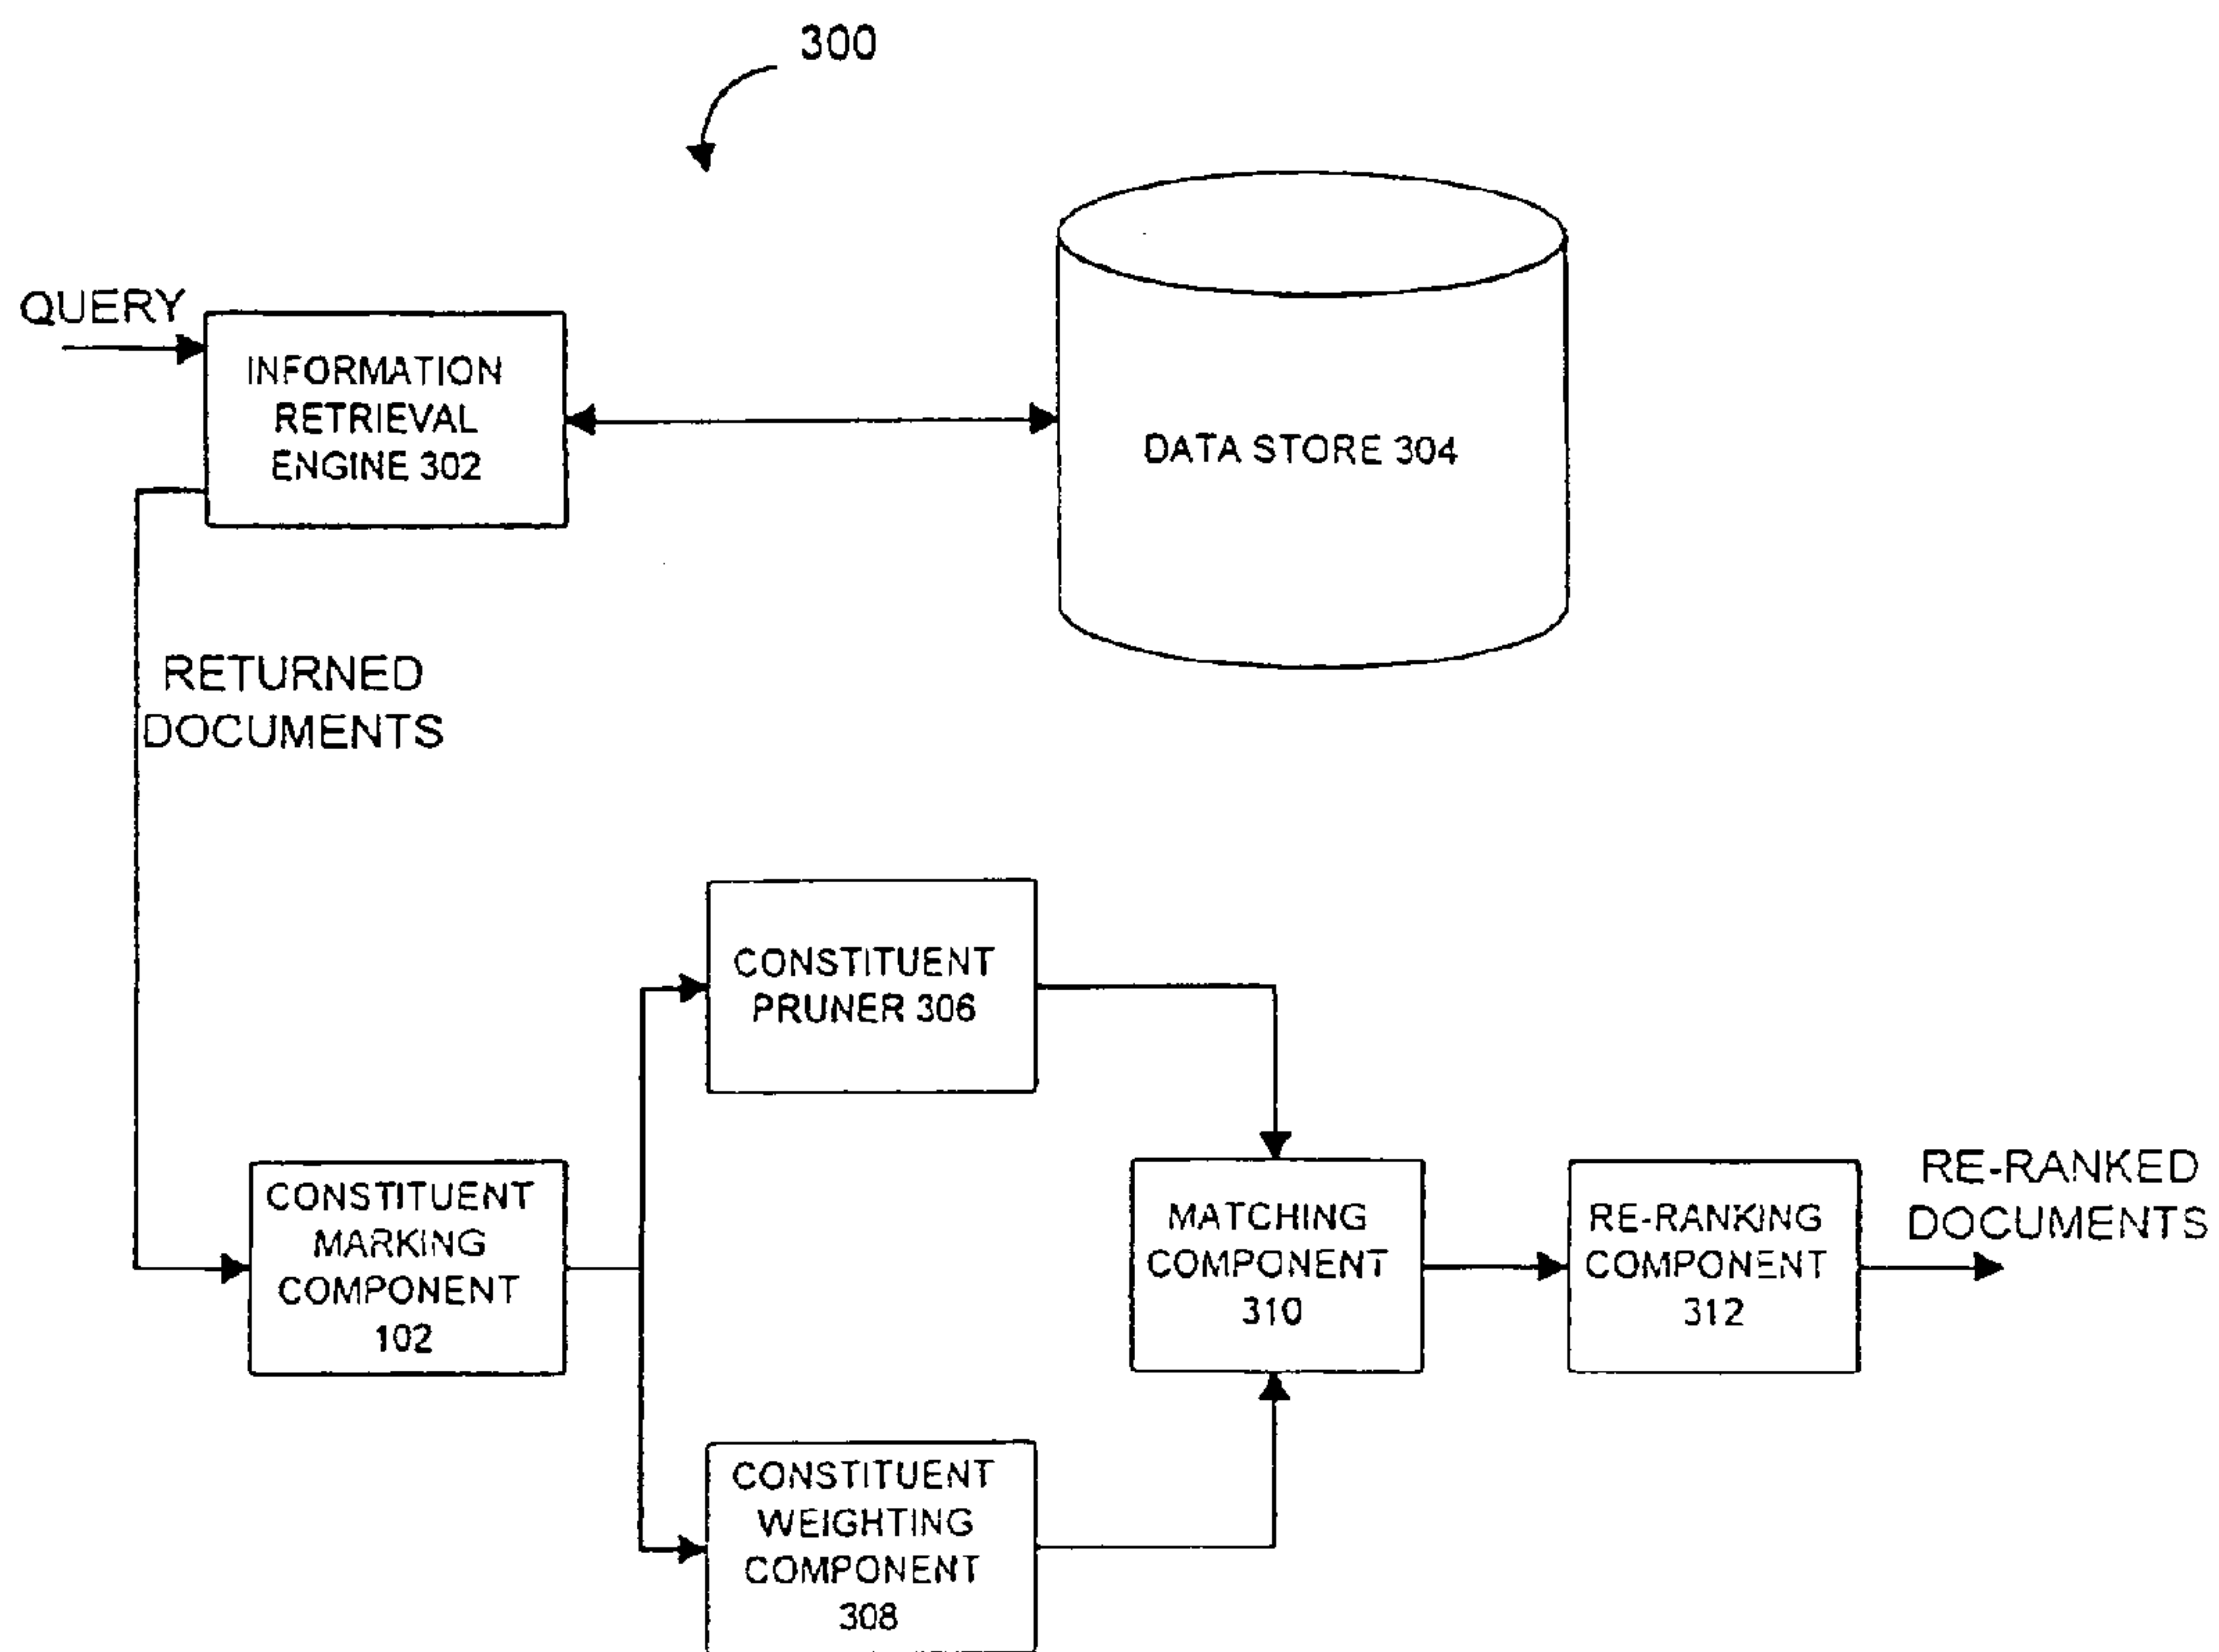 300
QUERY
INFORMATION
RETRIEVAL
ENGINE 302
DATA STORE 304
RETURNED
DOCUMENTS
CONSTITUENT
PRUNER 306
CONSTITUENT
MARKING
COMPONENT
102
MATCHING
COMPONENT
310
RE-RANKING
COMPONENT
312
RE-RANKED
DOCUMENTS
CONSTITUENT
WEIGHTING
COMPONENT
308